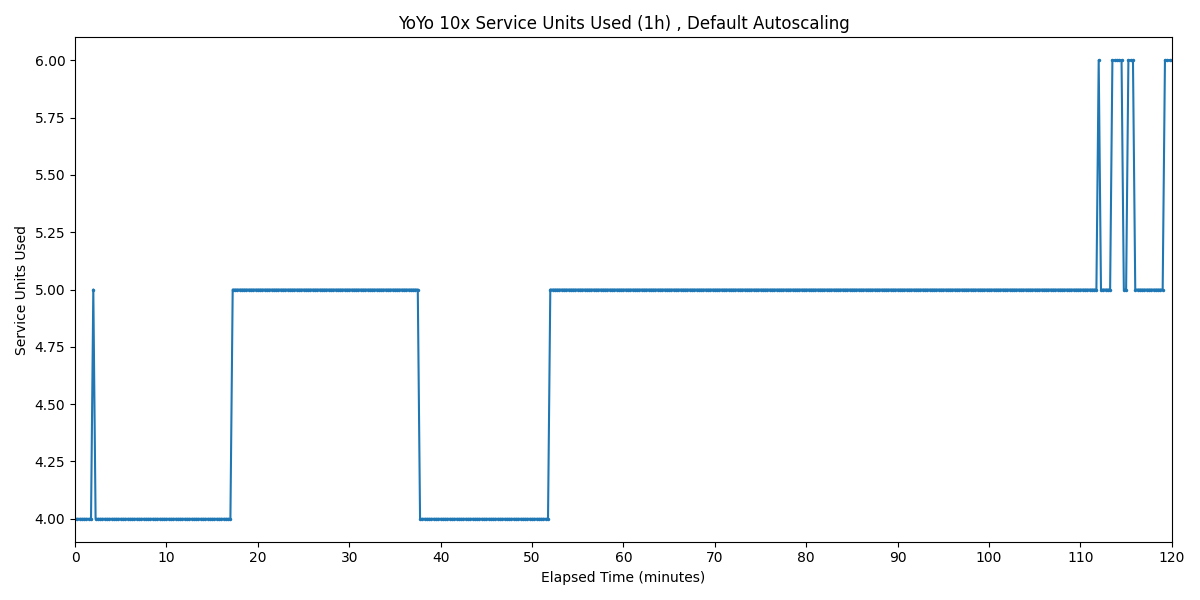 YoYo 10x Service Units Used (1h) , Default Autoscaling
6.00
5.75
5.50
5.25
5.00
4.75
4.50
4.25
4.00
Service Units Used
0 10 20 30 40 50 60 70 80 90 100 110 120
Elapsed Time (minutes)